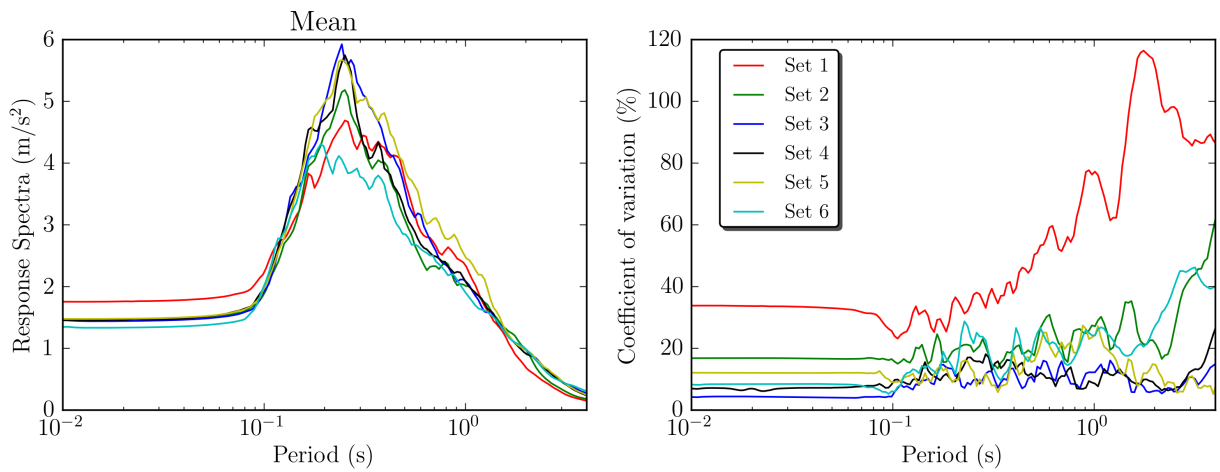 Mean
Response Spectra (m/s²)
6
5
4
3
2
1
0
10⁻² 10⁻¹ 10⁰
Period (s)
Coefficient of variation (%)
120
100
80
60
40
20
0
Set 1
Set 2
Set 3
Set 4
Set 5
Set 6
10⁻² 10⁻¹ 10⁰
Period (s)